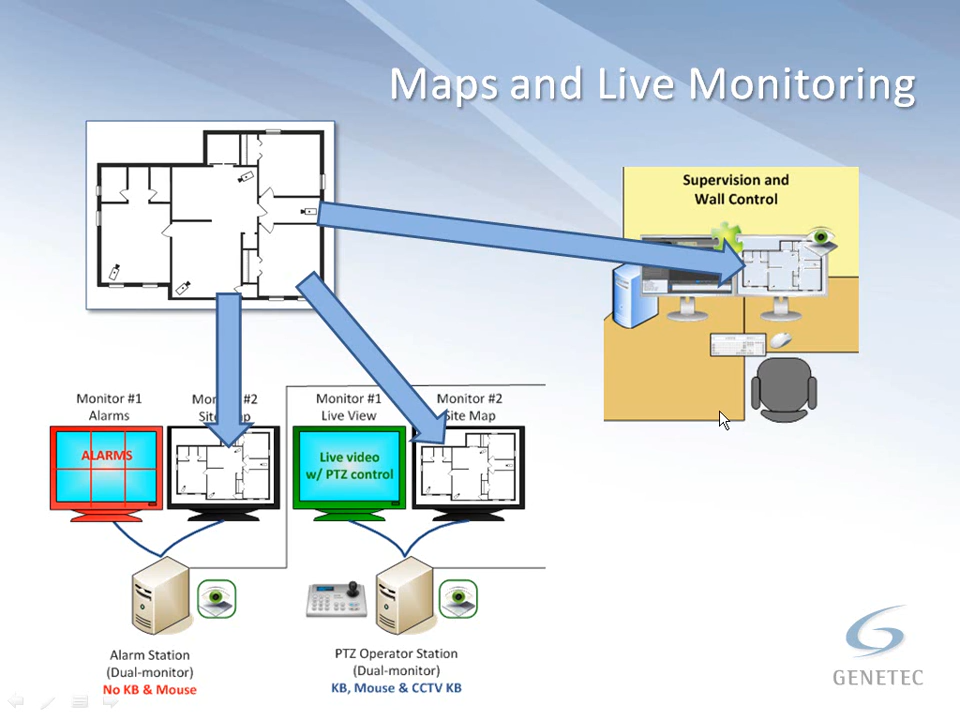 Maps and Live Monitoring
Supervision and
Wall Control
Monitor #1
Alarms
#2
Monitor #1
Live View
Monitor #2
Site Map
ALARMS
Live video
w/ PTZ control
Alarm Station
(Dual-monitor)
No KB & Mouse
PTZ Operator Station
(Dual-monitor)
KB, Mouse & CCTV KB
GENETEC